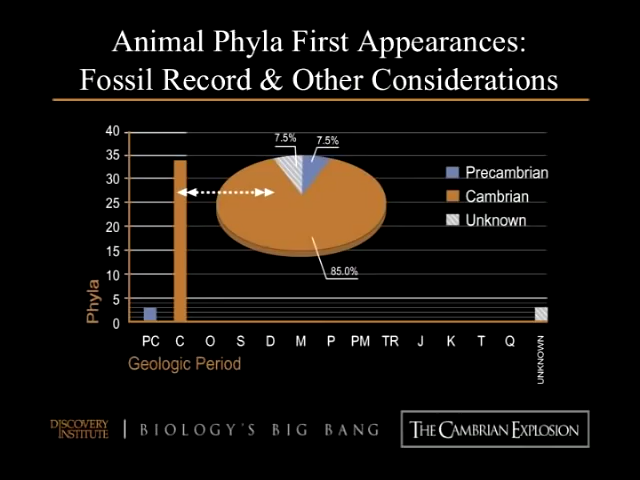 Animal Phyla First Appearances:
Fossil Record & Other Considerations
40
35
30
25
20
15
10
5
0
Phyla
7.5%
7.5%
85.0%
Precambrian
Cambrian
Unknown
PC C O S D M P PM TR J K T Q UNKNOWN
Geologic Period
DISCOVERY
INSTITUTE
BIOLOGY'S BIG BANG
THE CAMBRIAN EXPLOSION